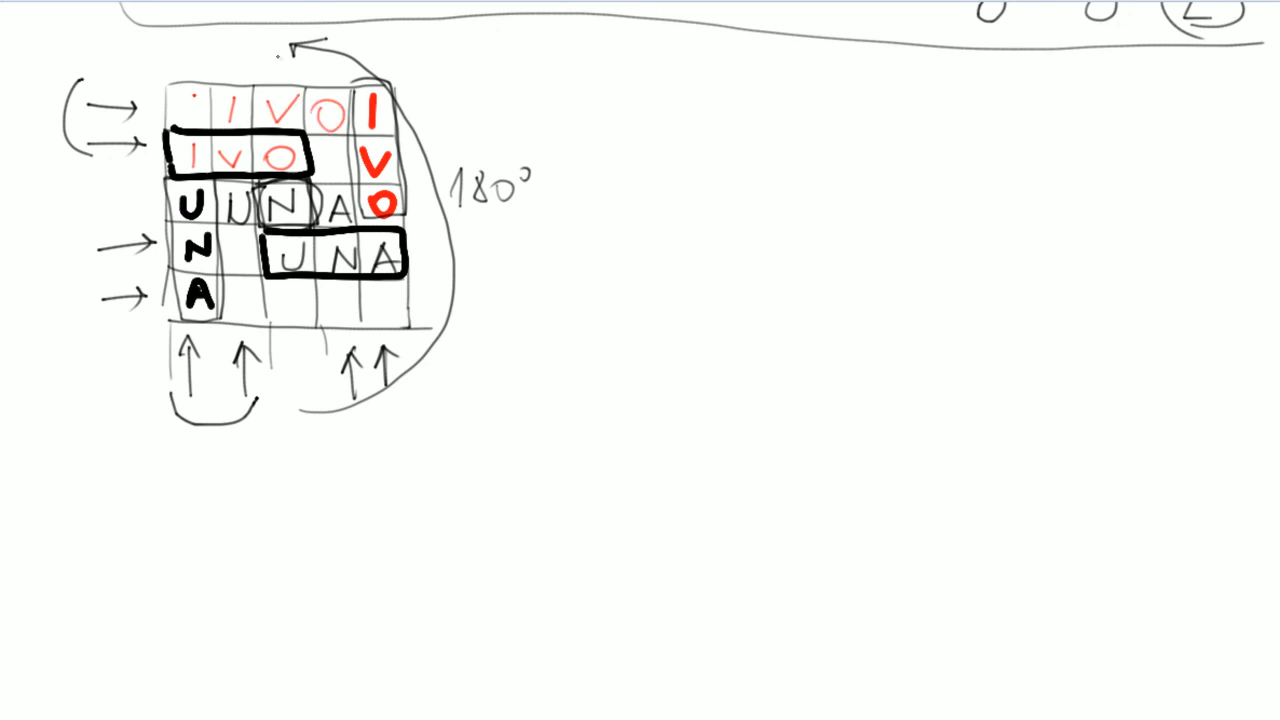 I V O I
I V O V
U U N A O
N U N A
A
180°